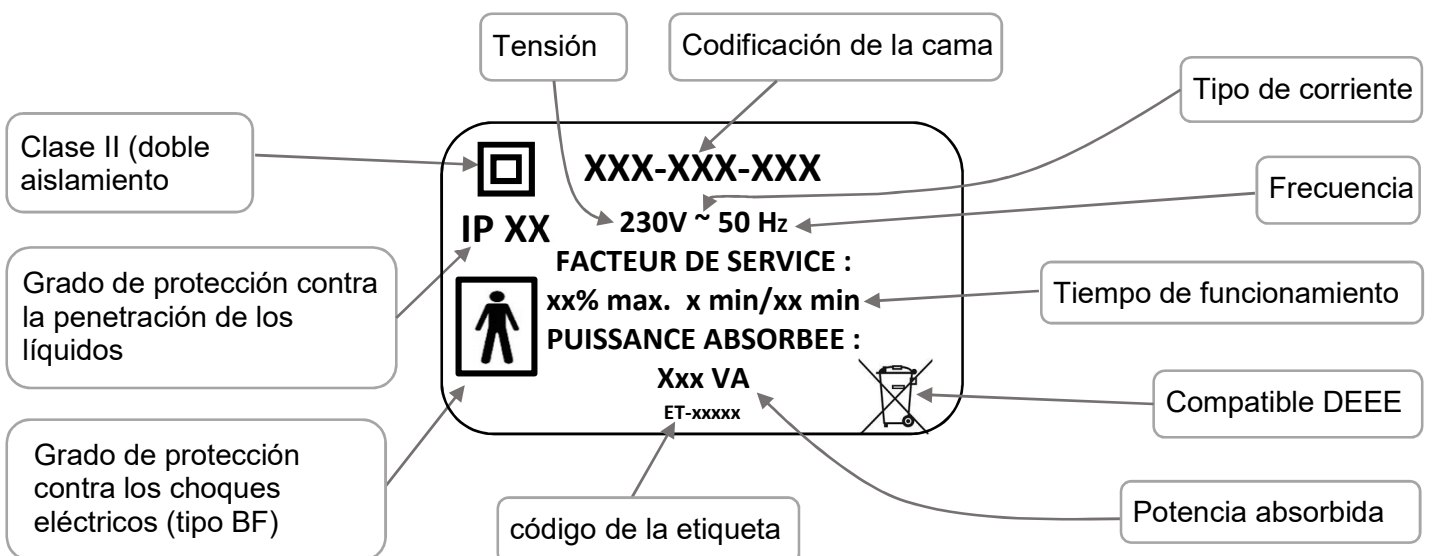 Tensión
Codificación de la cama
Tipo de corriente
Clase II (doble
aislamiento
XXX-XXX-XXX
Frecuencia
IP XX
230V ~ 50 Hz
FACTEUR DE SERVICE :
Grado de protección contra
la penetración de los
líquidos
xx% max.  x min/xx min
Tiempo de funcionamiento
PUISSANCE ABSORBEE :
Xxx VA
Compatible DEEE
ET-xxxxx
Grado de protección
contra los choques
eléctricos (tipo BF)
código de la etiqueta
Potencia absorbida